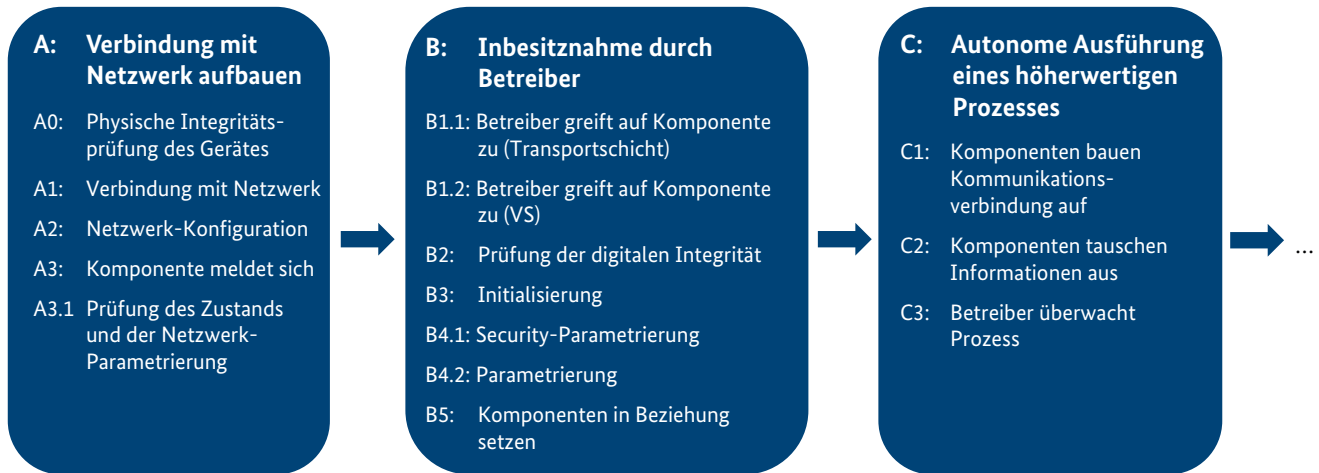 A: Verbindung mit
Netzwerk aufbauen
A0: Physische Integritäts-
prüfung des Gerätes
A1: Verbindung mit Netzwerk
A2: Netzwerk-Konfiguration
A3: Komponente meldet sich
A3.1 Prüfung des Zustands
und der Netzwerk-
Parametrierung
B: Inbesitznahme durch
Betreiber
B1.1: Betreiber greift auf Komponente
zu (Transportschicht)
B1.2: Betreiber greift auf Komponente
zu (VS)
B2: Prüfung der digitalen Integrität
B3: Initialisierung
B4.1: Security-Parametrierung
B4.2: Parametrierung
B5: Komponenten in Beziehung
setzen
C: Autonome Ausführung
eines höherwertigen
Prozesses
C1: Komponenten bauen
Kommunikations-
verbindung auf
C2: Komponenten tauschen
Informationen aus
C3: Betreiber überwacht
Prozess
...